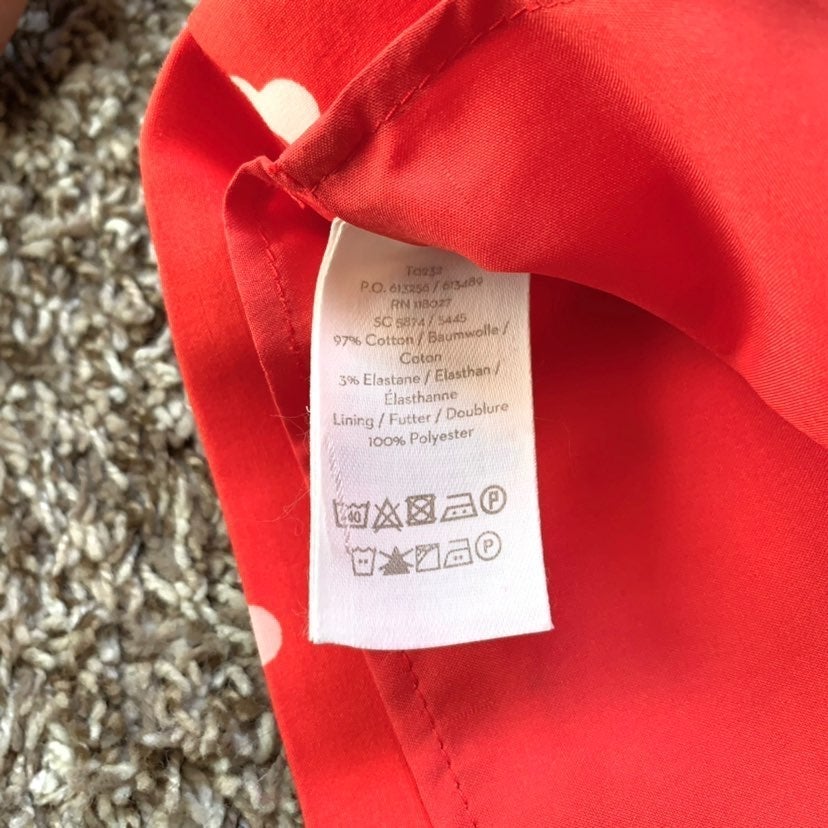 T0232
P.O. 613256 / 613489
RN 118027
SC 5874 / 5445
97% Cotton / Baumwolle /
Coton
3% Elastane / Elasthan /
Élasthanne
Lining / Futter / Doublure
100% Polyester
40 P
P